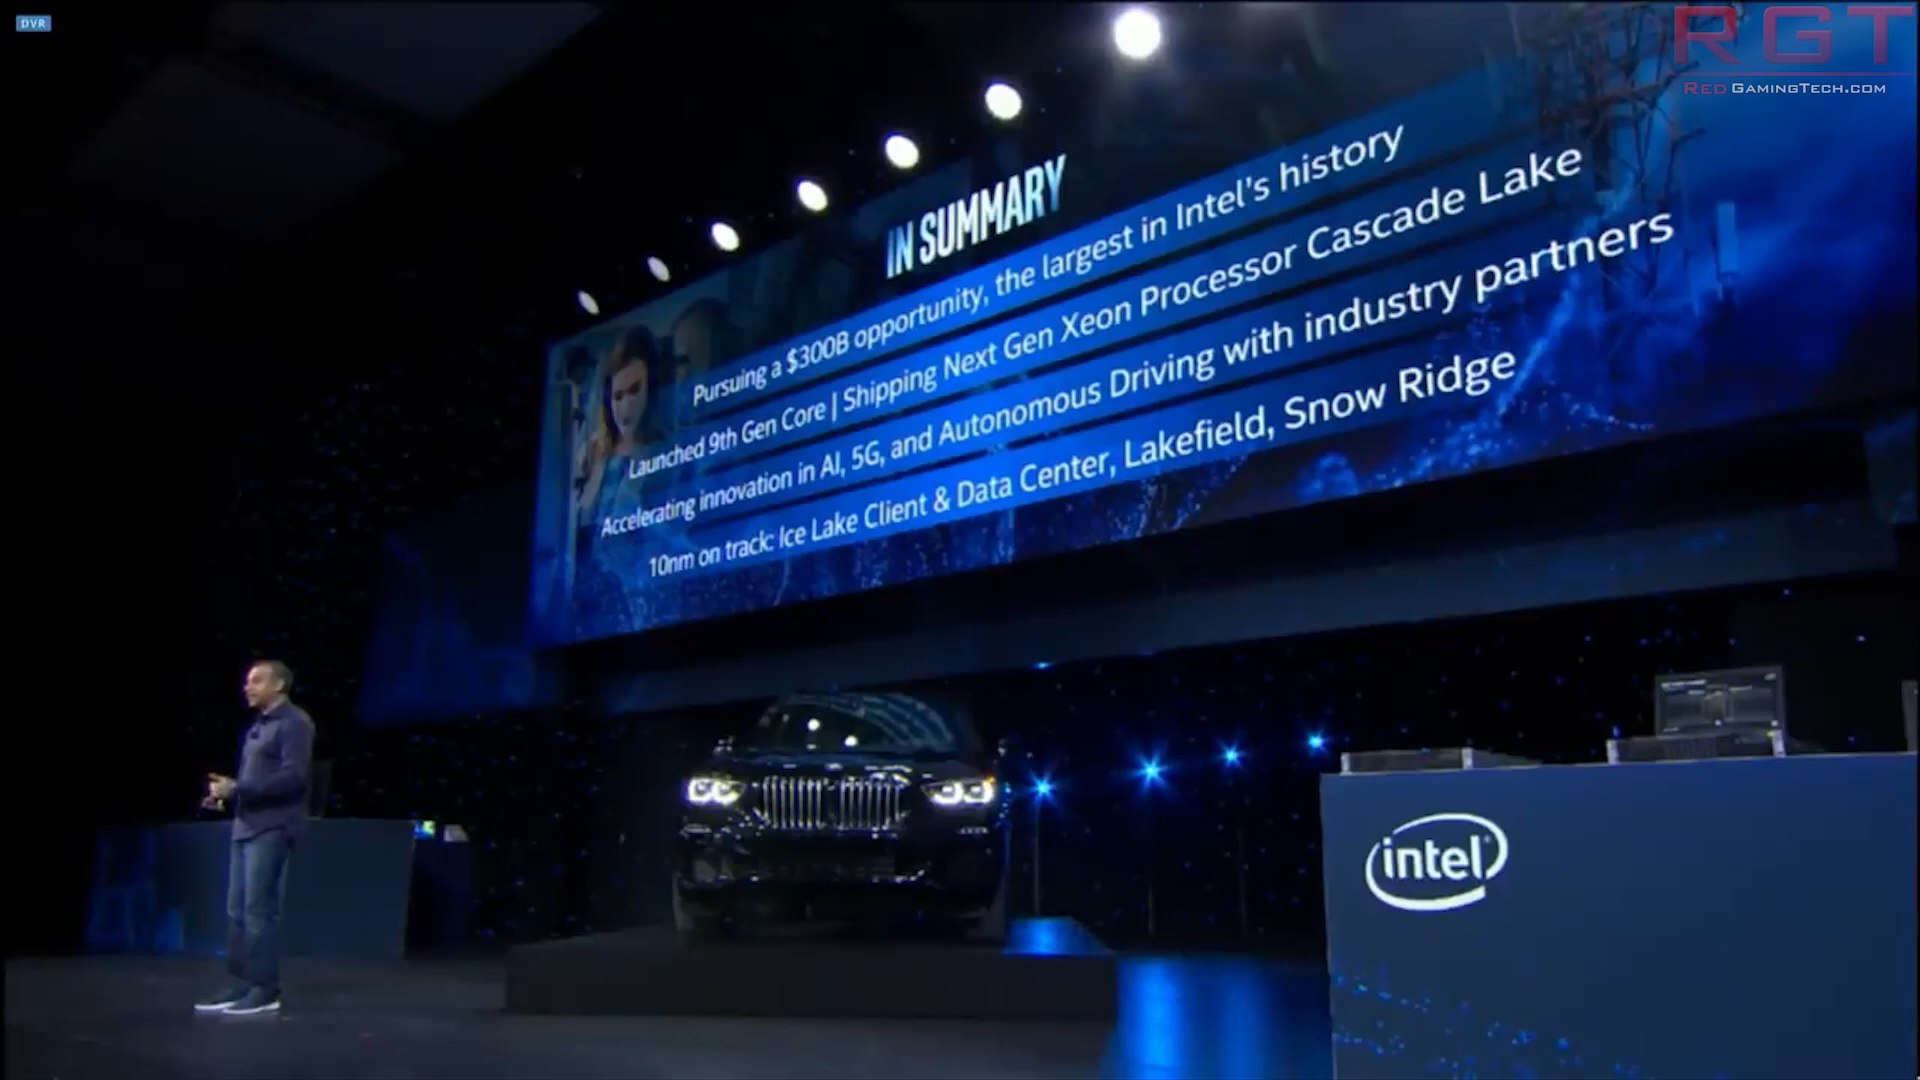 DVR
RGT
RED GAMINGTECH.COM
IN SUMMARY
Pursuing a $300B opportunity, the largest in Intel's history
Launched 9th Gen Core | Shipping Next Gen Xeon Processor Cascade Lake
Accelerating innovation in AI, 5G, and Autonomous Driving with industry partners
10nm on track: Ice Lake Client & Data Center, Lakefield, Snow Ridge
intel